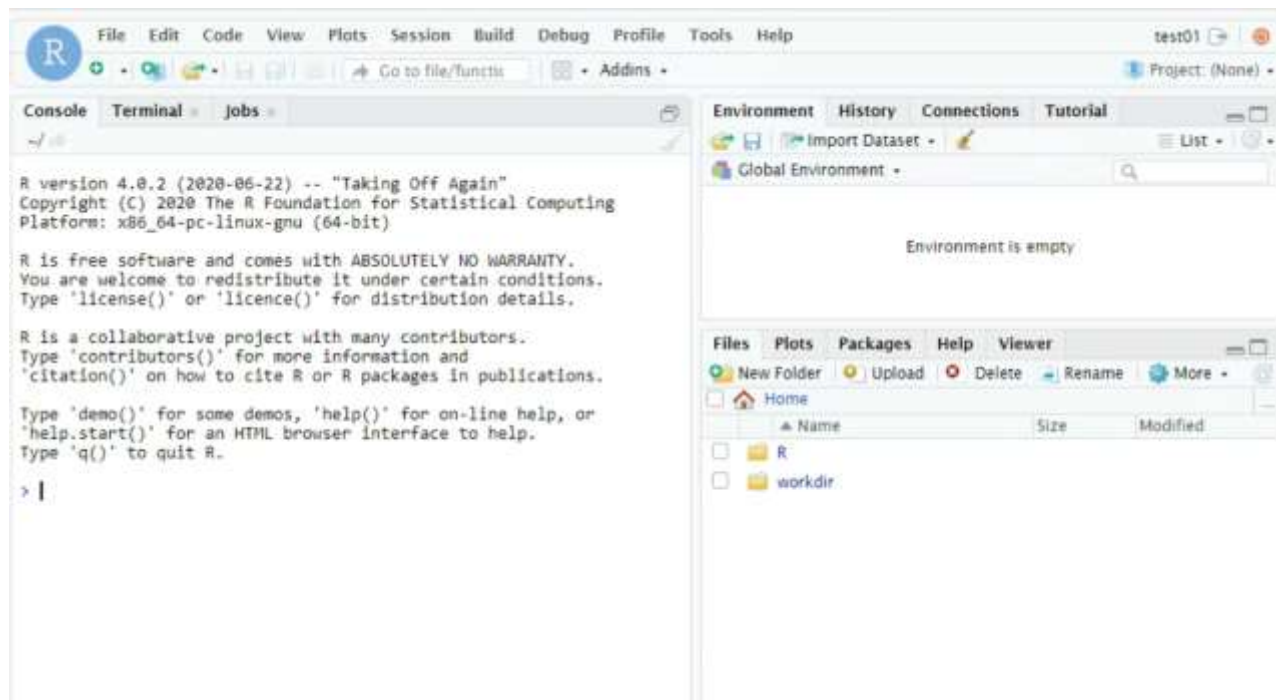 R File Edit Code View Plots Session Build Debug Profile Tools Help test01
Go to file/functio Addins Project: (None)
Console Terminal Jobs
~/
R version 4.0.2 (2020-06-22) -- "Taking Off Again"
Copyright (C) 2020 The R Foundation for Statistical Computing
Platform: x86_64-pc-linux-gnu (64-bit)
R is free software and comes with ABSOLUTELY NO WARRANTY.
You are welcome to redistribute it under certain conditions.
Type 'license()' or 'licence()' for distribution details.
R is a collaborative project with many contributors.
Type 'contributors()' for more information and
'citation()' on how to cite R or R packages in publications.
Type 'demo()' for some demos, 'help()' for on-line help, or
'help.start()' for an HTML browser interface to help.
Type 'q()' to quit R.
>
Environment History Connections Tutorial
Import Dataset List
Global Environment
Environment is empty
Files Plots Packages Help Viewer
New Folder Upload Delete Rename More
Home
Name Size Modified
R
workdir